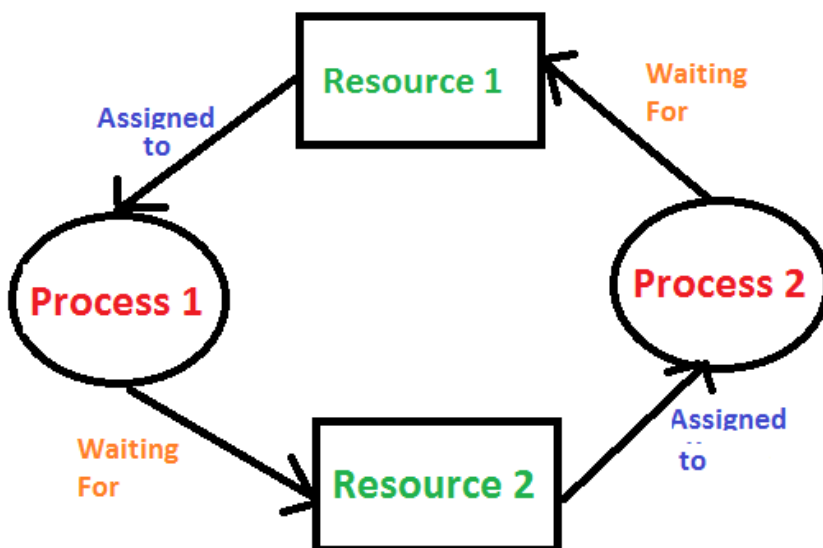 Resource 1
Waiting
For
Assigned
to
Process 1
Process 2
Assigned
to
Waiting
For
Resource 2